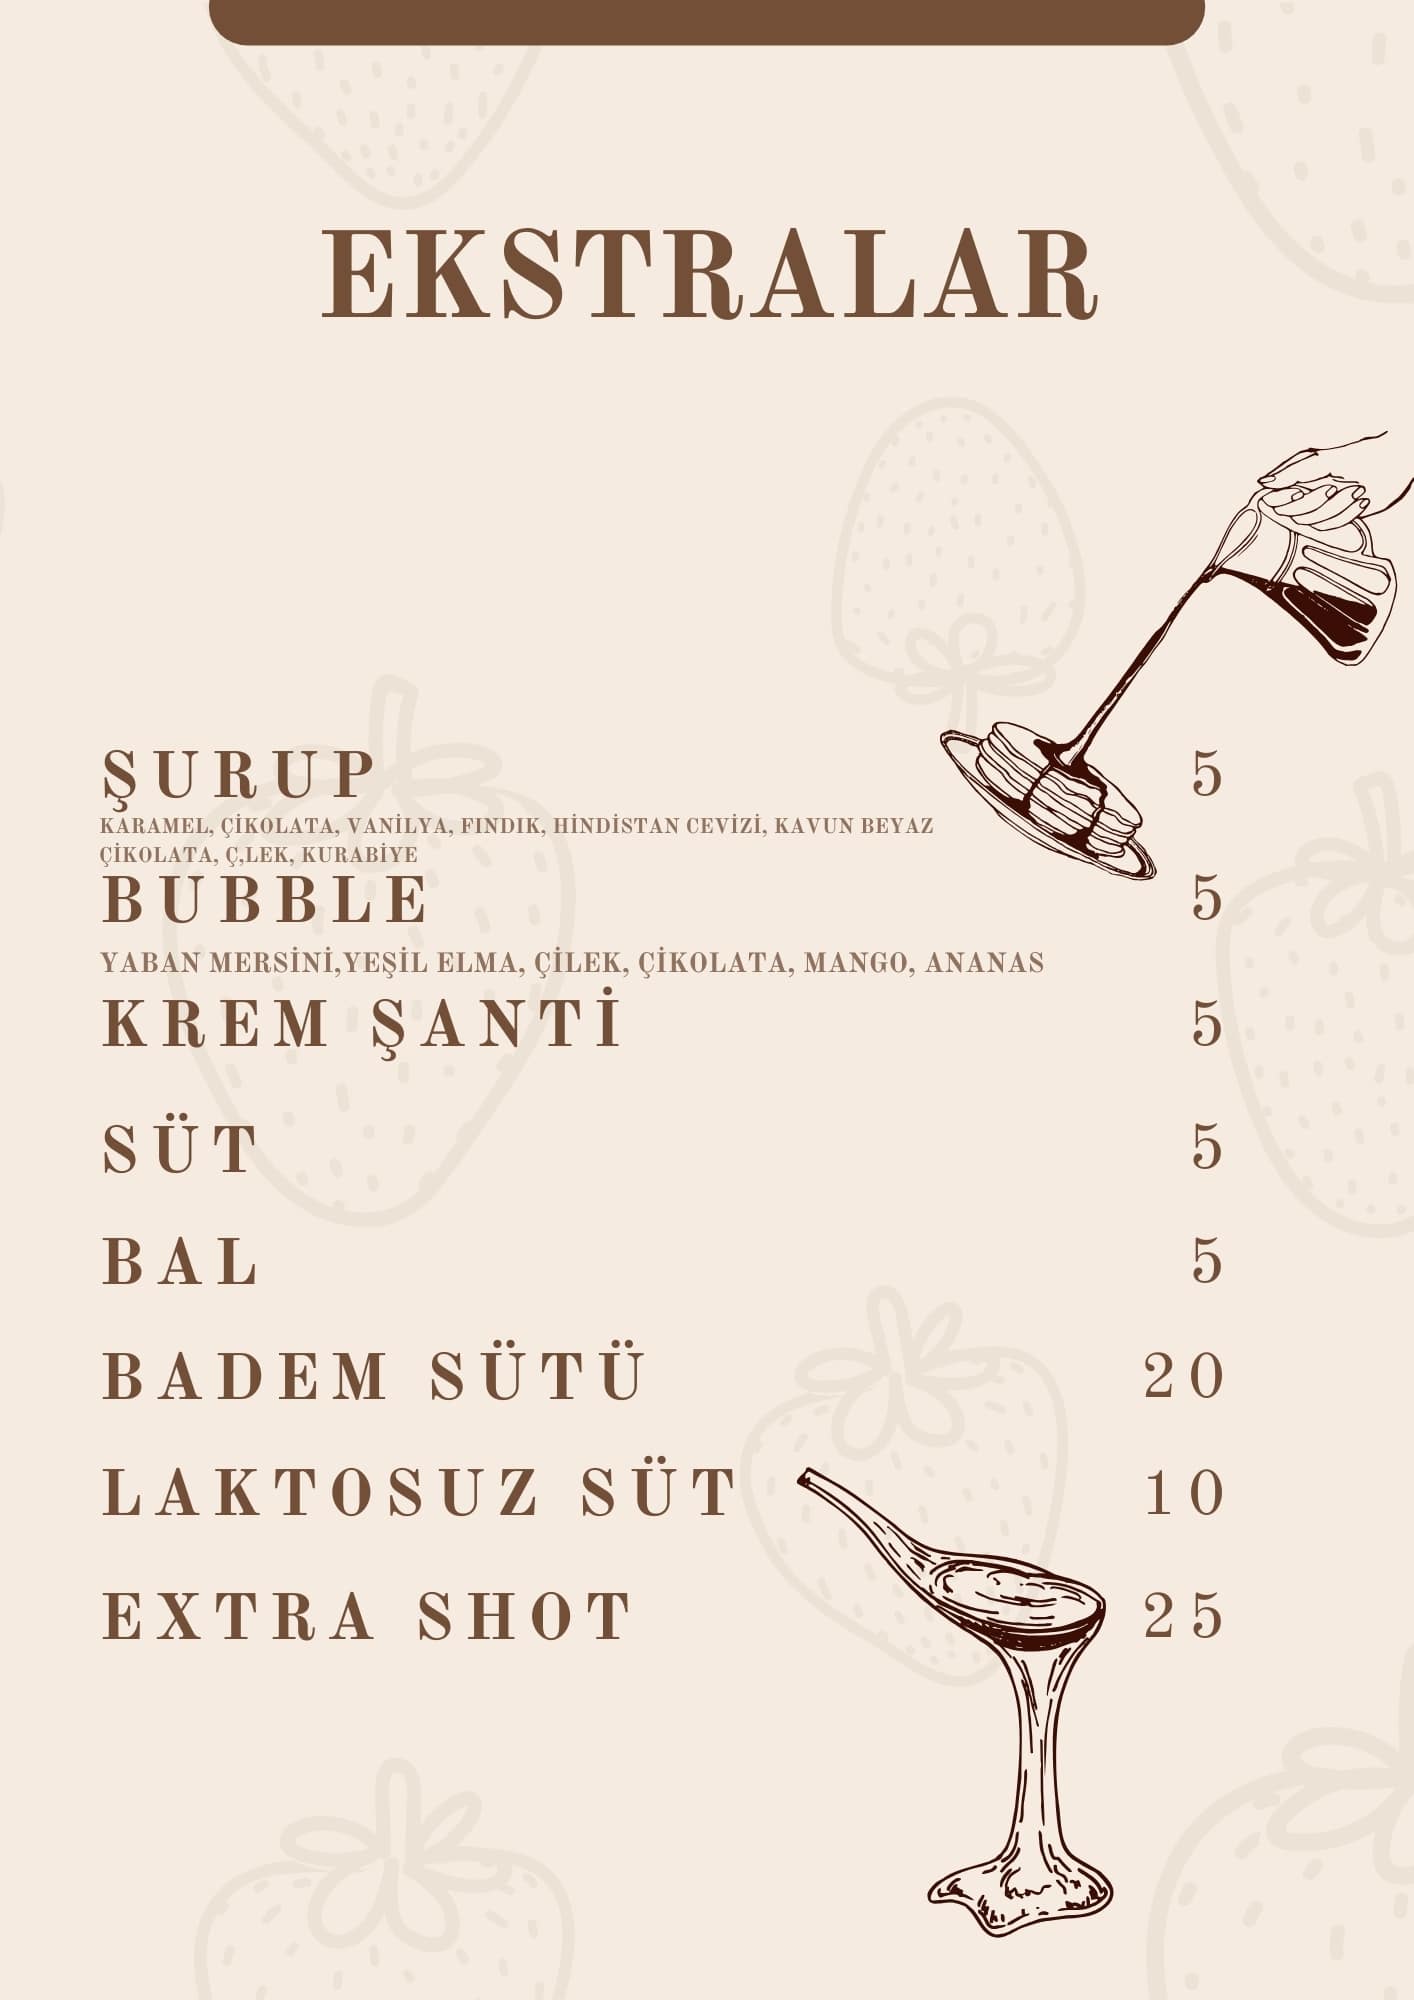 EKSTRALAR
ŞURUP 5
KARAMEL, ÇİKOLATA, VANİLYA, FINDIK, HİNDİSTAN CEVİZİ, KAVUN BEYAZ
ÇİKOLATA, Ç,LEK, KURABİYE
BUBBLE 5
YABAN MERSİNİ,YEŞİL ELMA, ÇİLEK, ÇİKOLATA, MANGO, ANANAS
KREM ŞANTİ 5
SÜT 5
BAL 5
BADEM SÜTÜ 20
LAKTOSUZ SÜT 10
EXTRA SHOT 25